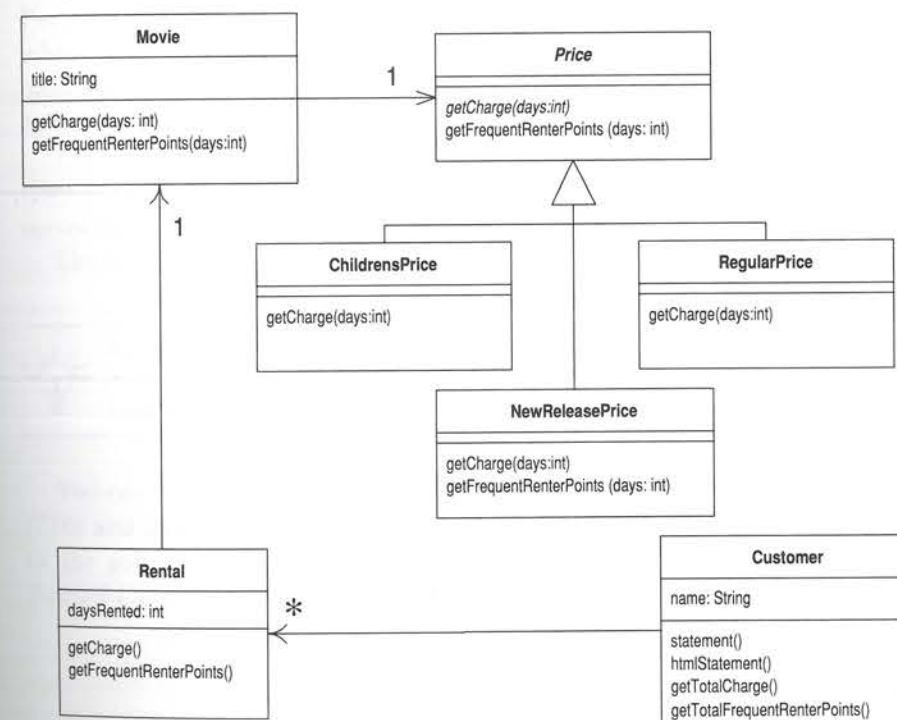 Movie
title: String
getCharge(days: int)
getFrequentRenterPoints(days:int)
1
Price
getCharge(days:int)
getFrequentRenterPoints (days: int)
1
ChildrensPrice
getCharge(days:int)
RegularPrice
getCharge(days:int)
NewReleasePrice
getCharge(days:int)
getFrequentRenterPoints (days: int)
Rental
daysRented: int
getCharge()
getFrequentRenterPoints()
*
Customer
name: String
statement()
htmlStatement()
getTotalCharge()
getTotalFrequentRenterPoints()